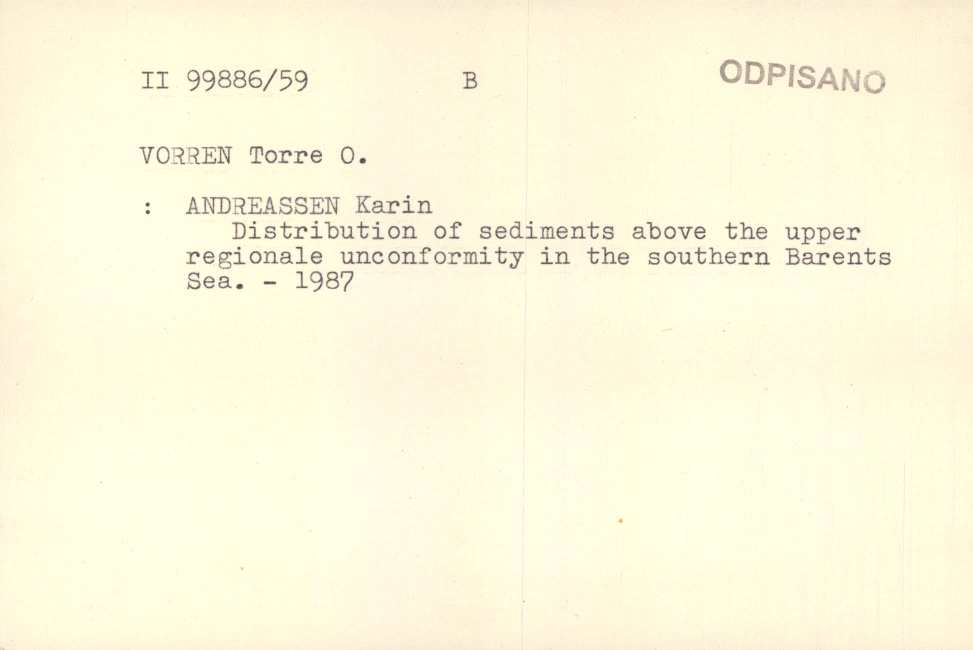 II 99886/59 B ODPISANO
VORREN Torre O.
: ANDREASSEN Karin
Distribution of sediments above the upper
regionale unconformity in the southern Barents
Sea. - 1987